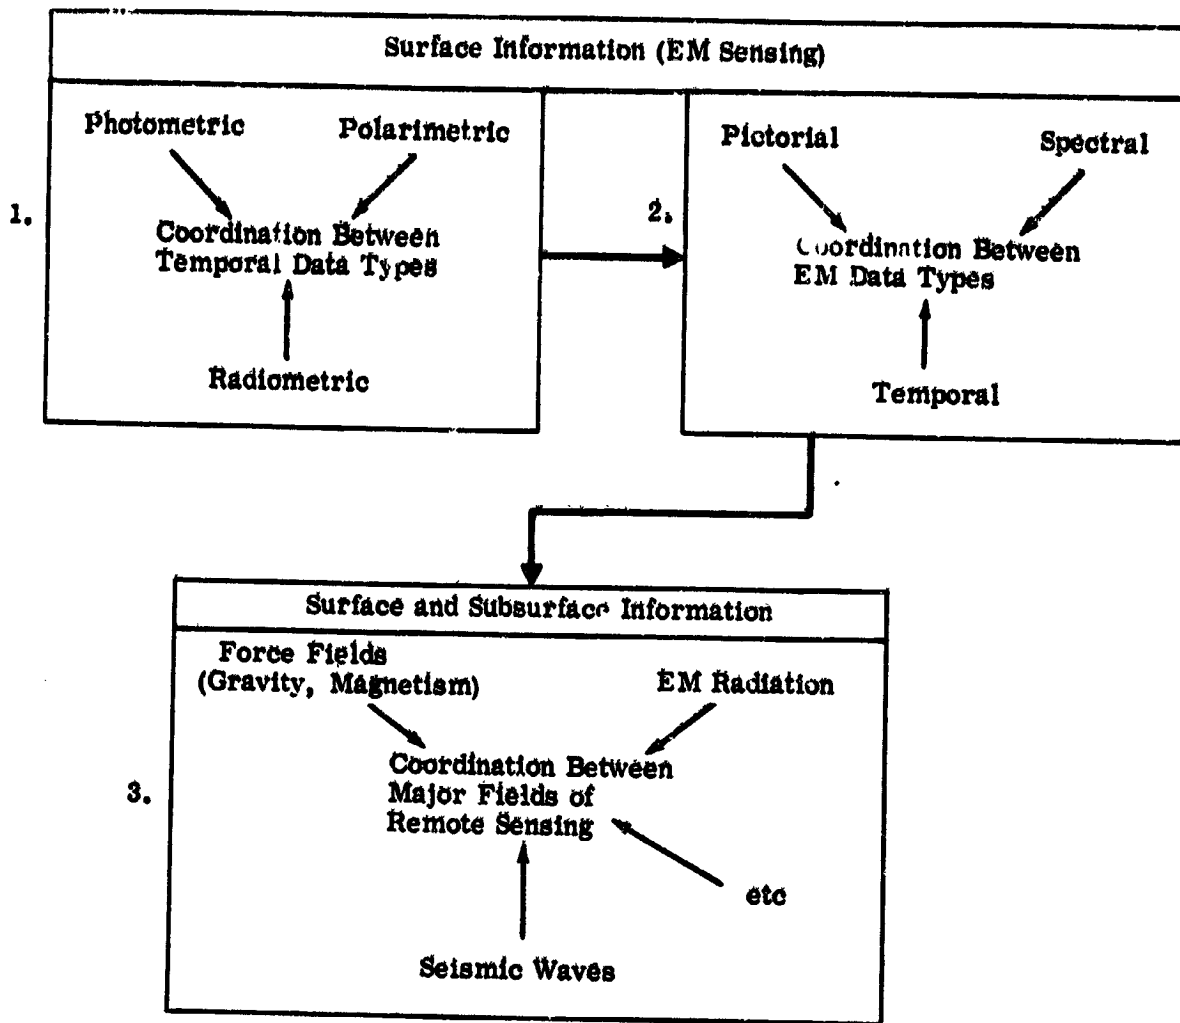 Surface Information (EM Sensing)
1.
Photometric
Polarimetric
Coordination Between
Temporal Data Types
Radiometric
2.
Pictorial
Spectral
Coordination Between
EM Data Types
Temporal
Surface and Subsurface Information
3.
Force Fields
(Gravity, Magnetism)
EM Radiation
Coordination Between
Major Fields of
Remote Sensing
etc
Seismic Waves